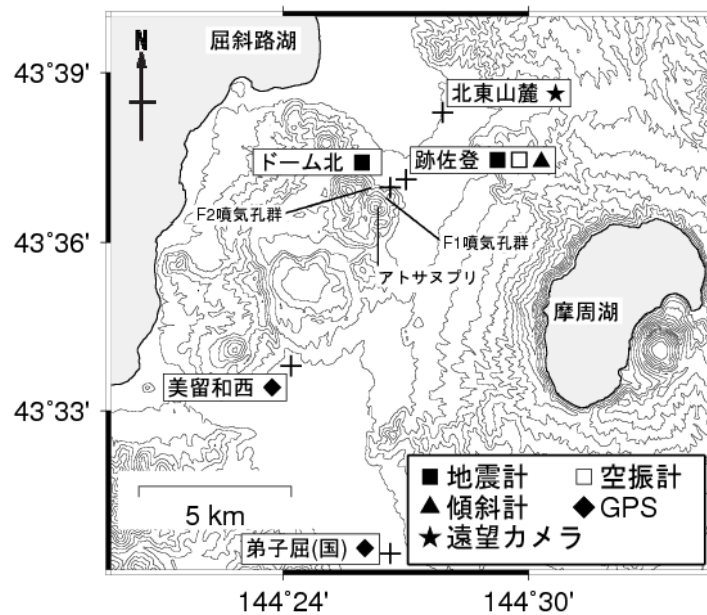 屈斜路湖
N
43°39'
北東山麓 ★
ドーム北 ■
跡佐登 ■□▲
F2噴気孔群
F1噴気孔群
43°36'
アトサヌプリ
摩周湖
美留和西 ◆
43°33'
■ 地震計 □ 空振計
▲ 傾斜計 ◆ GPS
★ 遠望カメラ
5 km
弟子屈(国) ◆
144°24' 144°30'